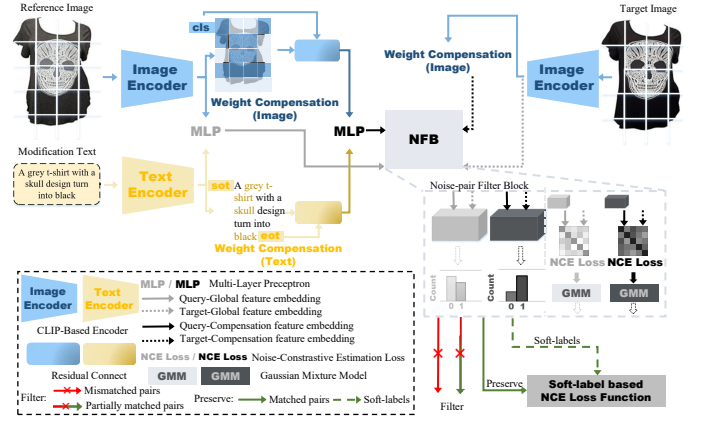 Reference Image
Target Image
cls
Image
Encoder
Weight Compensation
(Image)
Weight Compensation
(Image)
Image
Encoder
MLP
MLP
NFB
Modification Text
A grey t-shirt with a
skull design turn
into black
Text
Encoder
sot
A grey t-
shirt with a
skull design
turn into
black eot
Weight Compensation
(Text)
Noise-pair Filter Block
NCE Loss
NCE Loss
Count
0 1
Count
0 1
GMM
GMM
Image
Encoder
Text
Encoder
CLIP-Based Encoder
MLP / MLP Multi-Layer Preceptron
Query-Global feature embedding
Target-Global feature embedding
Query-Compensation feature embedding
Target-Compensation feature embedding
NCE Loss / NCE Loss Noise-Constrastive Estimation Loss
Residual Connect
GMM GMM Gaussian Mixture Model
Filter: Mismatched pairs
Partially matched pairs
Preserve: Matched pairs Soft-labels
Soft-labels
Preserve
Filter
Soft-label based
NCE Loss Function